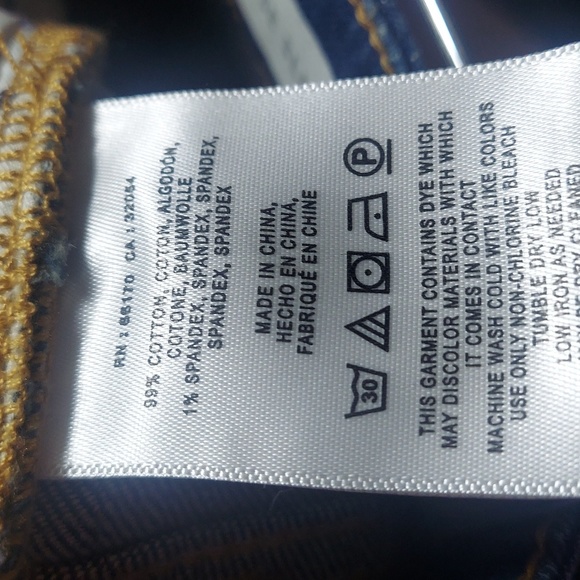 RN : 66170 CA : 32054
99% COTTON, COTON, ALGODÓN,
COTONE, BAUMWOLLE
1% SPANDEX, SPANDEX, SPANDEX,
SPANDEX, SPANDEX
MADE IN CHINA,
HECHO EN CHINA,
FABRIQUÉ EN CHINE
30
P
THIS GARMENT CONTAINS DYE WHICH
MAY DISCOLOR MATERIALS WITH WHICH
IT COMES IN CONTACT
MACHINE WASH COLD WITH LIKE COLORS
USE ONLY NON-CHLORINE BLEACH
TUMBLE DRY LOW
LOW IRON AS NEEDED